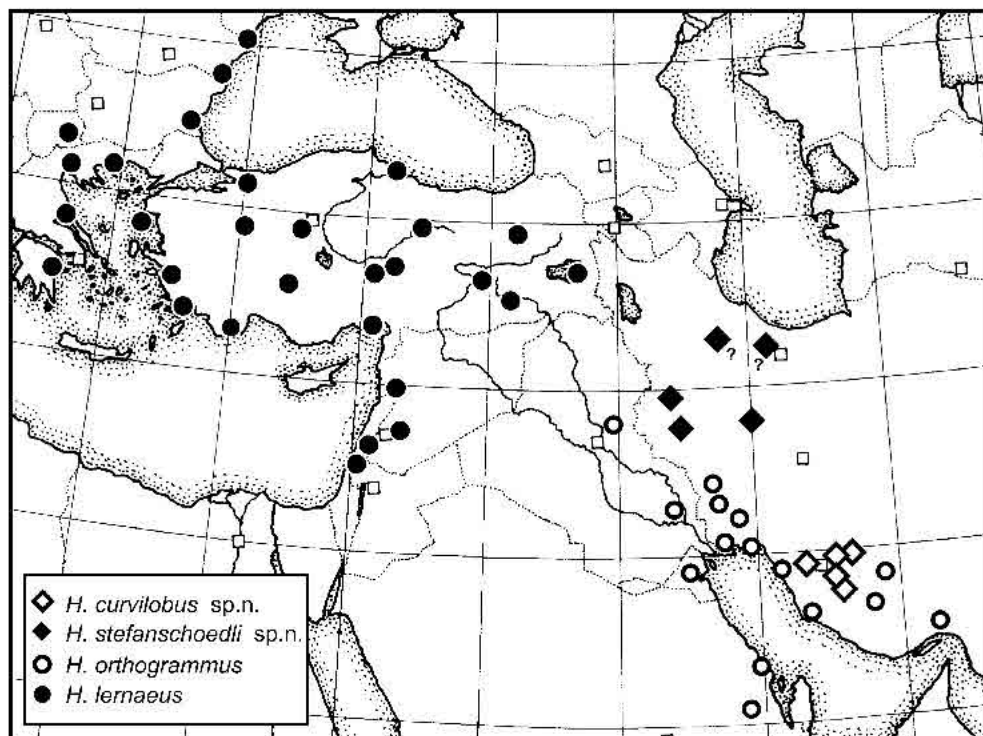 ?
?
H. curvilobus sp.n.
H. stefanschoedli sp.n.
H. orthogrammus
H. lernaeus